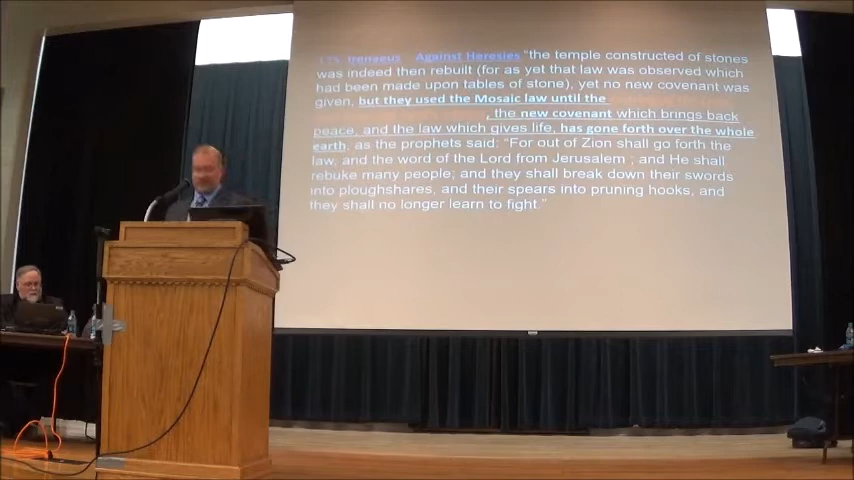 Irenaeus Against Heresies "the temple constructed of stones
was indeed then rebuilt (for as yet that law was observed which
had been made upon tables of stone), yet no new covenant was
given, but they used the Mosaic law until the
, the new covenant which brings back
peace, and the law which gives life, has gone forth over the whole
earth, as the prophets said: "For out of Zion shall go forth the
law, and the word of the Lord from Jerusalem ; and He shall
rebuke many people; and they shall break down their swords
into ploughshares, and their spears into pruning hooks, and
they shall no longer learn to fight."